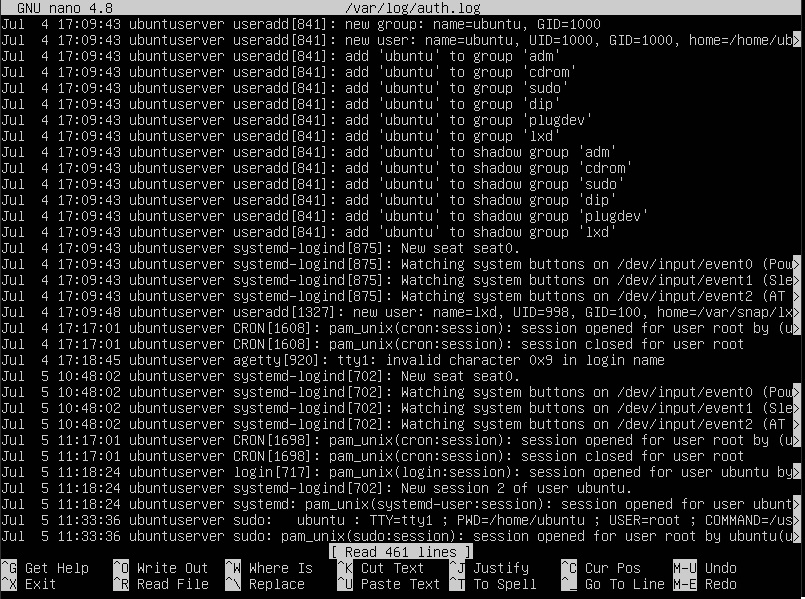 GNU nano 4.8 /var/log/auth.log
Jul  4 17:09:43 ubuntuserver useradd[841]: new group: name=ubuntu, GID=1000
Jul  4 17:09:43 ubuntuserver useradd[841]: new user: name=ubuntu, UID=1000, GID=1000, home=/home/ub>
Jul  4 17:09:43 ubuntuserver useradd[841]: add 'ubuntu' to group 'adm'
Jul  4 17:09:43 ubuntuserver useradd[841]: add 'ubuntu' to group 'cdrom'
Jul  4 17:09:43 ubuntuserver useradd[841]: add 'ubuntu' to group 'sudo'
Jul  4 17:09:43 ubuntuserver useradd[841]: add 'ubuntu' to group 'dip'
Jul  4 17:09:43 ubuntuserver useradd[841]: add 'ubuntu' to group 'plugdev'
Jul  4 17:09:43 ubuntuserver useradd[841]: add 'ubuntu' to group 'lxd'
Jul  4 17:09:43 ubuntuserver useradd[841]: add 'ubuntu' to shadow group 'adm'
Jul  4 17:09:43 ubuntuserver useradd[841]: add 'ubuntu' to shadow group 'cdrom'
Jul  4 17:09:43 ubuntuserver useradd[841]: add 'ubuntu' to shadow group 'sudo'
Jul  4 17:09:43 ubuntuserver useradd[841]: add 'ubuntu' to shadow group 'dip'
Jul  4 17:09:43 ubuntuserver useradd[841]: add 'ubuntu' to shadow group 'plugdev'
Jul  4 17:09:43 ubuntuserver useradd[841]: add 'ubuntu' to shadow group 'lxd'
Jul  4 17:09:43 ubuntuserver systemd-logind[875]: New seat seat0.
Jul  4 17:09:43 ubuntuserver systemd-logind[875]: Watching system buttons on /dev/input/event0 (Pow>
Jul  4 17:09:43 ubuntuserver systemd-logind[875]: Watching system buttons on /dev/input/event1 (Sle>
Jul  4 17:09:43 ubuntuserver systemd-logind[875]: Watching system buttons on /dev/input/event2 (AT >
Jul  4 17:09:48 ubuntuserver useradd[1327]: new user: name=lxd, UID=998, GID=100, home=/var/snap/lx>
Jul  4 17:17:01 ubuntuserver CRON[1608]: pam_unix(cron:session): session opened for user root by (u>
Jul  4 17:17:01 ubuntuserver CRON[1608]: pam_unix(cron:session): session closed for user root
Jul  4 17:18:45 ubuntuserver agetty[920]: tty1: invalid character 0x9 in login name
Jul  5 10:48:02 ubuntuserver systemd-logind[702]: New seat seat0.
Jul  5 10:48:02 ubuntuserver systemd-logind[702]: Watching system buttons on /dev/input/event0 (Pow>
Jul  5 10:48:02 ubuntuserver systemd-logind[702]: Watching system buttons on /dev/input/event1 (Sle>
Jul  5 10:48:02 ubuntuserver systemd-logind[702]: Watching system buttons on /dev/input/event2 (AT >
Jul  5 11:17:01 ubuntuserver CRON[1698]: pam_unix(cron:session): session opened for user root by (u>
Jul  5 11:17:01 ubuntuserver CRON[1698]: pam_unix(cron:session): session closed for user root
Jul  5 11:18:24 ubuntuserver login[717]: pam_unix(login:session): session opened for user ubuntu by>
Jul  5 11:18:24 ubuntuserver systemd-logind[702]: New session 2 of user ubuntu.
Jul  5 11:18:24 ubuntuserver systemd: pam_unix(systemd-user:session): session opened for user ubunt>
Jul  5 11:33:36 ubuntuserver sudo:   ubuntu : TTY=tty1 ; PWD=/home/ubuntu ; USER=root ; COMMAND=/us>
Jul  5 11:33:36 ubuntuserver sudo: pam_unix(sudo:session): session opened for user root by ubuntu(u>
[ Read 461 lines ]
^G Get Help ^O Write Out ^W Where Is ^K Cut Text ^J Justify ^C Cur Pos M-U Undo
^X Exit ^R Read File ^\ Replace ^U Paste Text ^T To Spell ^_ Go To Line M-E Redo